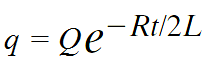 q = Qe^{-Rt/2L}